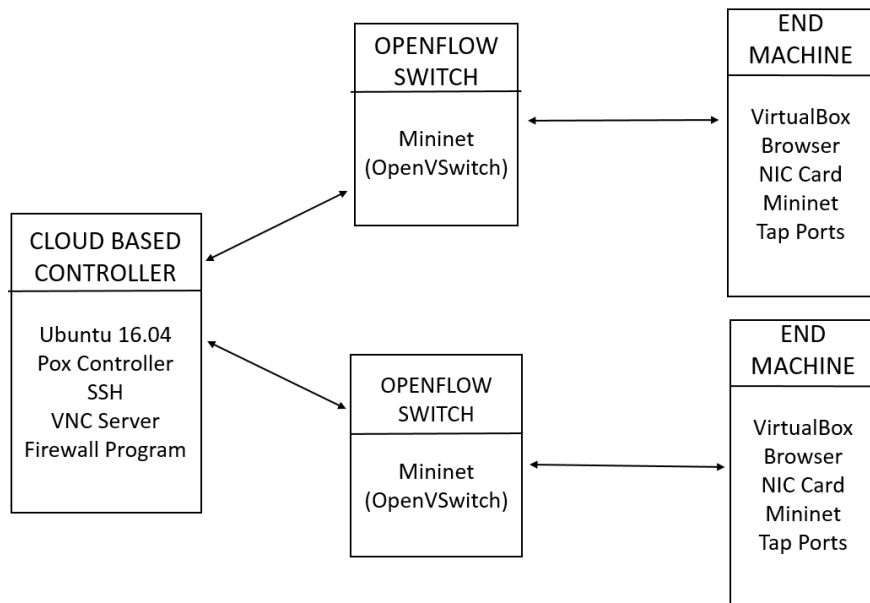 CLOUD BASED
CONTROLLER
Ubuntu 16.04
Pox Controller
SSH
VNC Server
Firewall Program
OPENFLOW
SWITCH
Mininet
(OpenVSwitch)
END
MACHINE
VirtualBox
Browser
NIC Card
Mininet
Tap Ports
OPENFLOW
SWITCH
Mininet
(OpenVSwitch)
END
MACHINE
VirtualBox
Browser
NIC Card
Mininet
Tap Ports